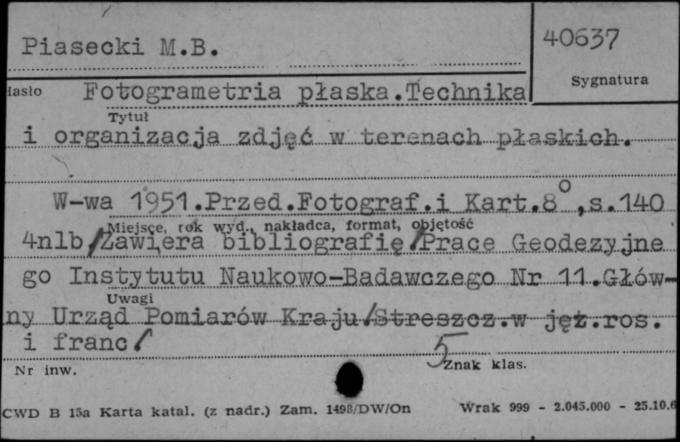 Piasecki M.B.
40637
Sygnatura
Hasło Fotogrametria płaska.Technika
Tytuł
i organizacja zdjęć w terenach płaskich.
W-wa 1951.Przed.Fotograf.i Kart.8°,s.140
Miejsce, rok wyd., nakładca, format, objętość
4nlb/Zawiera bibliografię/Prace Geodezyjne
go Instytutu Naukowo-Badawczego Nr 11.Głów-
Uwagi
ny Urząd Pomiarów Kraju/Streszcz.w jęz.ros.
i franc/
Nr inw.
5
Znak klas.
CWD B 15a Karta katal. (z nadr.) Zam. 1498/DW/On Wrak 999 - 2.045.000 - 25.10.6